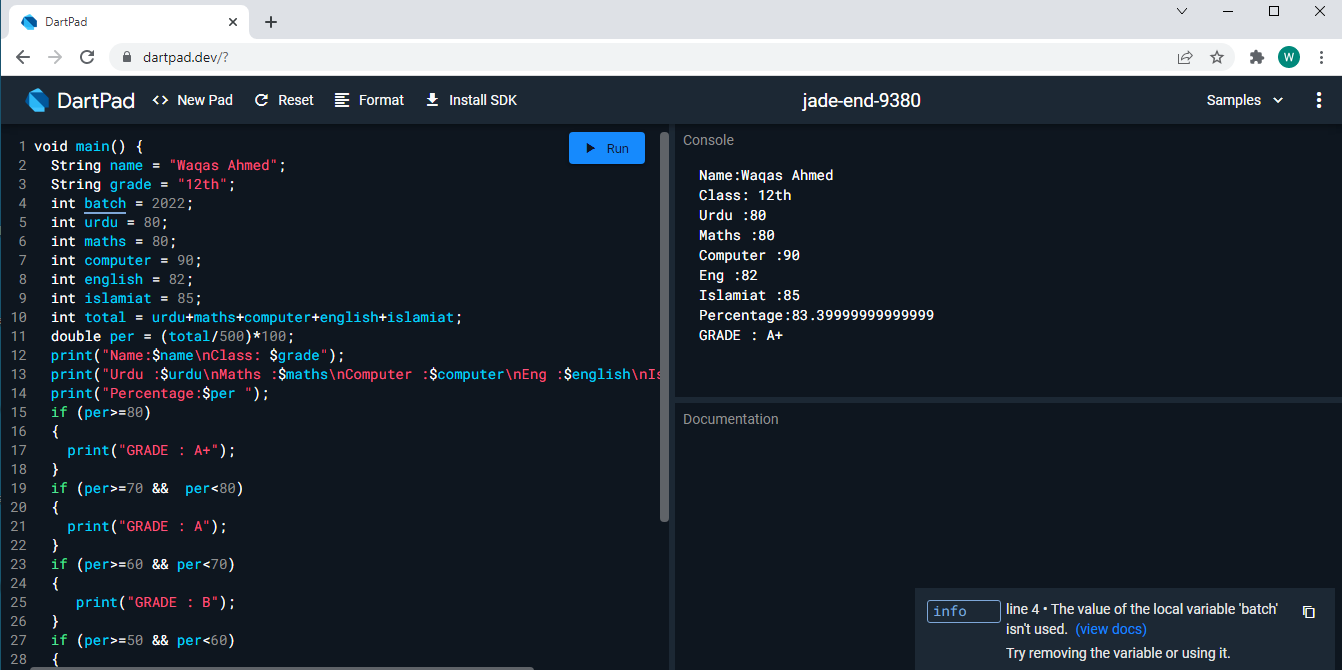 DartPad
dartpad.dev/?
W
DartPad
New Pad
Reset
Format
Install SDK
jade-end-9380
Samples
Run
1 void main() {
2 String name = "Waqas Ahmed";
3 String grade = "12th";
4 int batch = 2022;
5 int urdu = 80;
6 int maths = 80;
7 int computer = 90;
8 int english = 82;
9 int islamiat = 85;
10 int total = urdu+maths+computer+english+islamiat;
11 double per = (total/500)*100;
12 print("Name:$name\nClass: $grade");
13 print("Urdu :$urdu\nMaths :$maths\nComputer :$computer\nEng :$english\nIs
14 print("Percentage:$per ");
15 if (per>=80)
16 {
17 print("GRADE : A+");
18 }
19 if (per>=70 &&  per<80)
20 {
21 print("GRADE : A");
22 }
23 if (per>=60 && per<70)
24 {
25 print("GRADE : B");
26 }
27 if (per>=50 && per<60)
28 {
Console
Name:Waqas Ahmed
Class: 12th
Urdu :80
Maths :80
Computer :90
Eng :82
Islamiat :85
Percentage:83.39999999999999
GRADE : A+
Documentation
info
line 4 • The value of the local variable 'batch'
isn't used. (view docs)
Try removing the variable or using it.